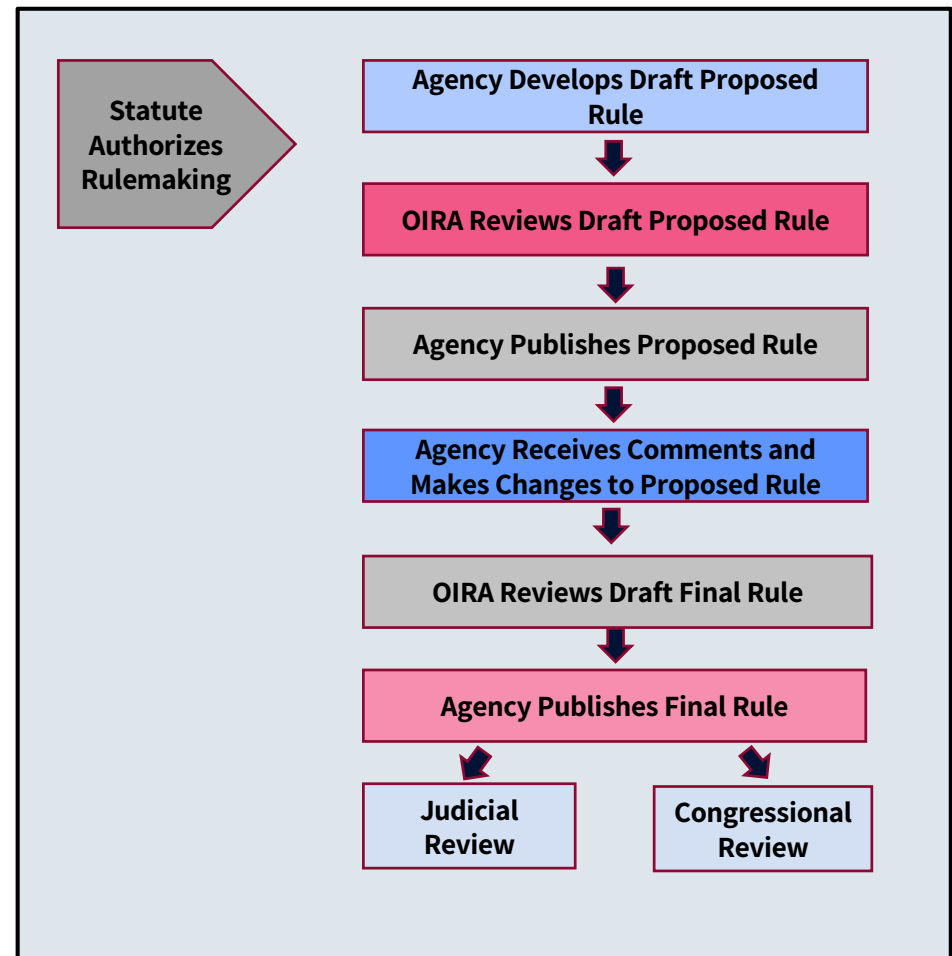 Statute
Authorizes
Rulemaking
Agency Develops Draft Proposed
Rule
OIRA Reviews Draft Proposed Rule
Agency Publishes Proposed Rule
Agency Receives Comments and
Makes Changes to Proposed Rule
OIRA Reviews Draft Final Rule
Agency Publishes Final Rule
Judicial
Review
Congressional
Review